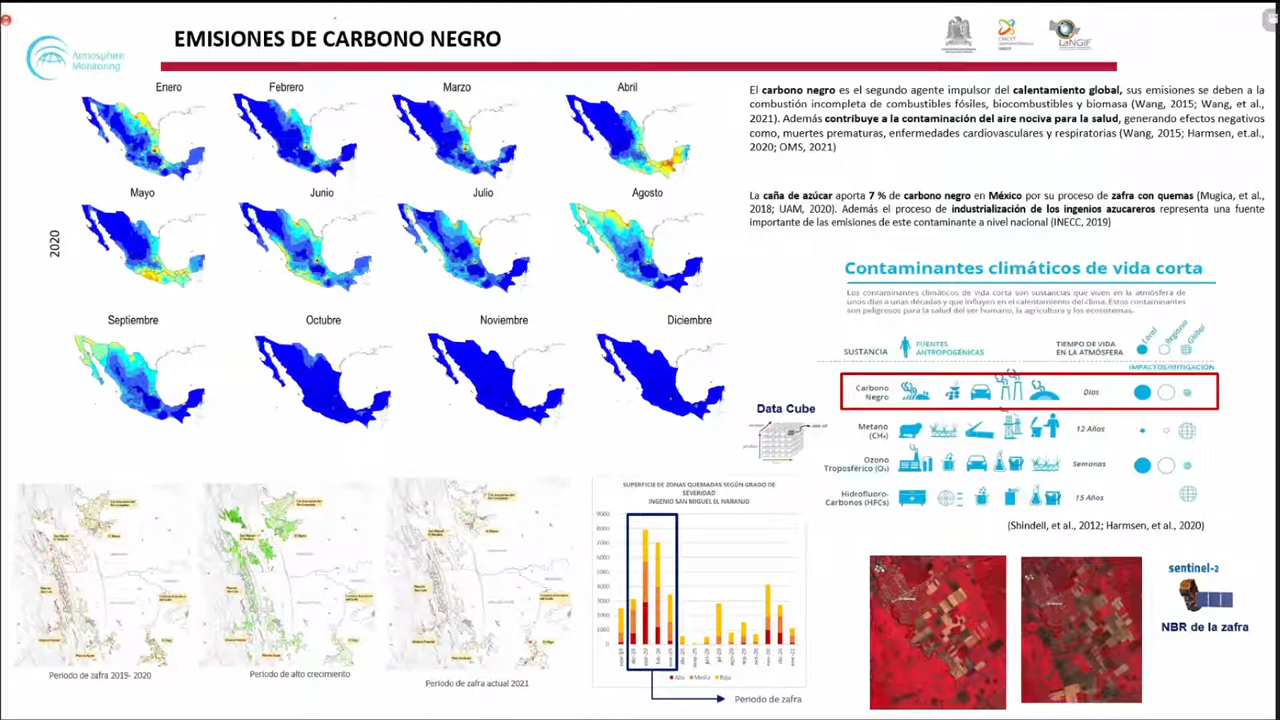 EMISIONES DE CARBONO NEGRO
Atmosphere
Monitoring
LaNGIF
Enero
Febrero
Marzo
Abril
Mayo
Junio
Julio
Agosto
2020
Septiembre
Octubre
Noviembre
Diciembre
El carbono negro es el segundo agente impulsor del calentamiento global, sus emisiones se deben a la
combustión incompleta de combustibles fósiles, biocombustibles y biomasa (Wang, 2015; Wang, et al.,
2021). Además contribuye a la contaminación del aire nociva para la salud, generando efectos negativos
como, muertes prematuras, enfermedades cardiovasculares y respiratorias (Wang, 2015; Harmsen, et.al.,
2020; OMS, 2021)
La caña de azúcar aporta 7 % de carbono negro en México por su proceso de zafra con quemas (Mugica, et al.,
2018; UAM, 2020). Además el proceso de industrialización de los ingenios azucareros representa una fuente
importante de las emisiones de este contaminante a nivel nacional (INECC, 2019)
Contaminantes climáticos de vida corta
Los contaminantes climáticos de vida corta son sustancias que viven en la atmósfera de
unos días a unas décadas y que influyen en el calentamiento del clima. Estos contaminantes
son peligrosos para la salud del ser humano, la agricultura y los ecosistemas.
SUSTANCIA
FUENTES
ANTROPOGÉNICAS
TIEMPO DE VIDA
EN LA ATMÓSFERA
Local
Regional
Global
IMPACTOS/MITIGACIÓN
Carbono
Negro
Días
Metano
(CH₄)
12 Años
Ozono
Troposférico (O₃)
Semanas
Hidrofluoro-
Carbonos (HFCs)
15 Años
(Shindell, et al., 2012; Harmsen, et al., 2020)
Data Cube
SUPERFICIE DE ZONAS QUEMADAS SEGÚN GRADO DE
SEVERIDAD
INGENIO SAN MIGUEL EL NARANJO
9000
8000
7000
6000
5000
4000
3000
2000
1000
0
Alta
Media
Baja
Periodo de zafra
Periodo de zafra 2019- 2020
Periodo de alto crecimiento
Periodo de zafra actual 2021
sentinel-2
NBR de la zafra